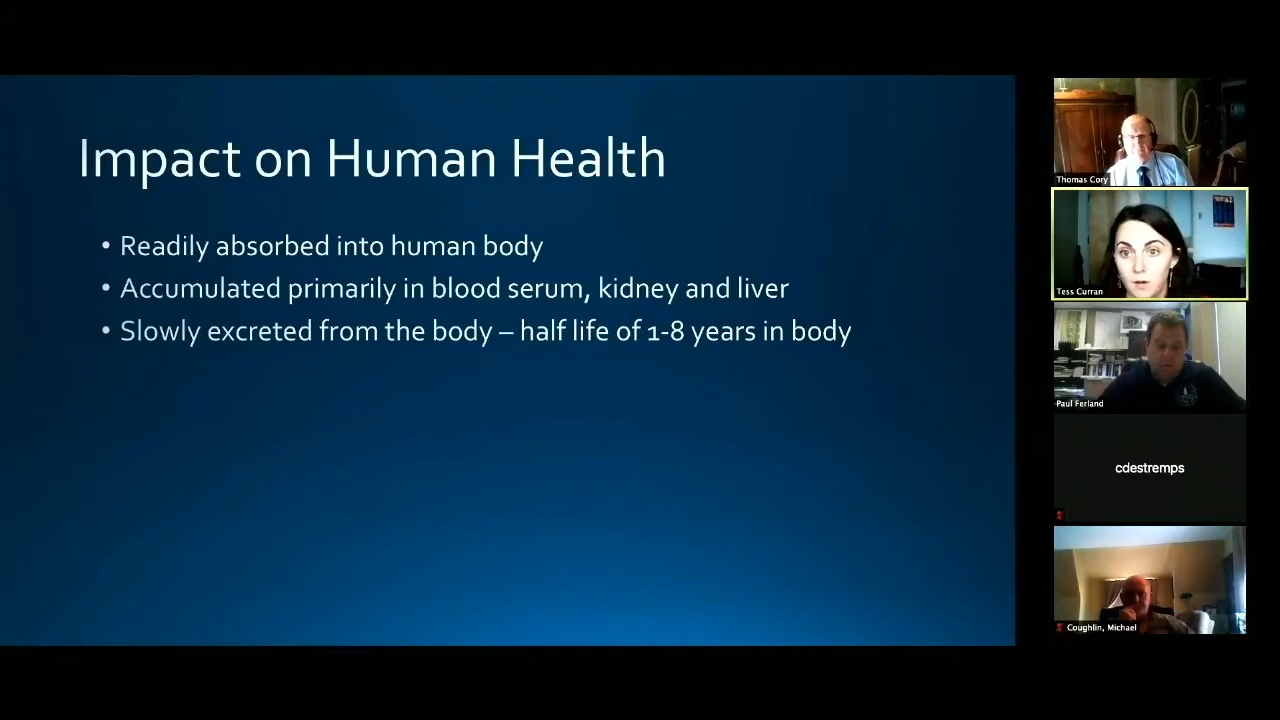 Impact on Human Health
• Readily absorbed into human body
• Accumulated primarily in blood serum, kidney and liver
• Slowly excreted from the body – half life of 1-8 years in body
Thomas Cory
Tess Curran
Paul Ferland
cdestremps
Coughlin, Michael